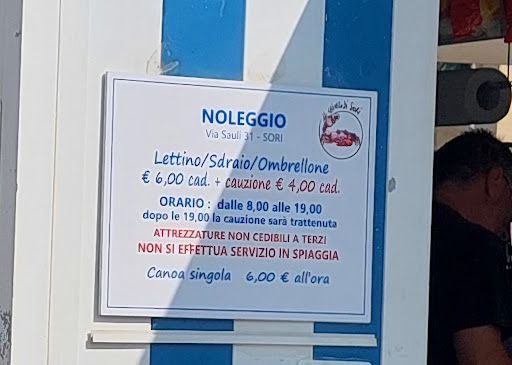 NOLEGGIO
Via Sauli 31 - SORI
Lettino/Sdraio/Ombrellone
€ 6,00 cad. + cauzione € 4,00 cad.
ORARIO : dalle 8,00 alle 19,00
dopo le 19,00 la cauzione sarà trattenuta
ATTREZZATURE NON CEDIBILI A TERZI
NON SI EFFETUA SERVIZIO IN SPIAGGIA
Canoa singola 6,00 € all'ora